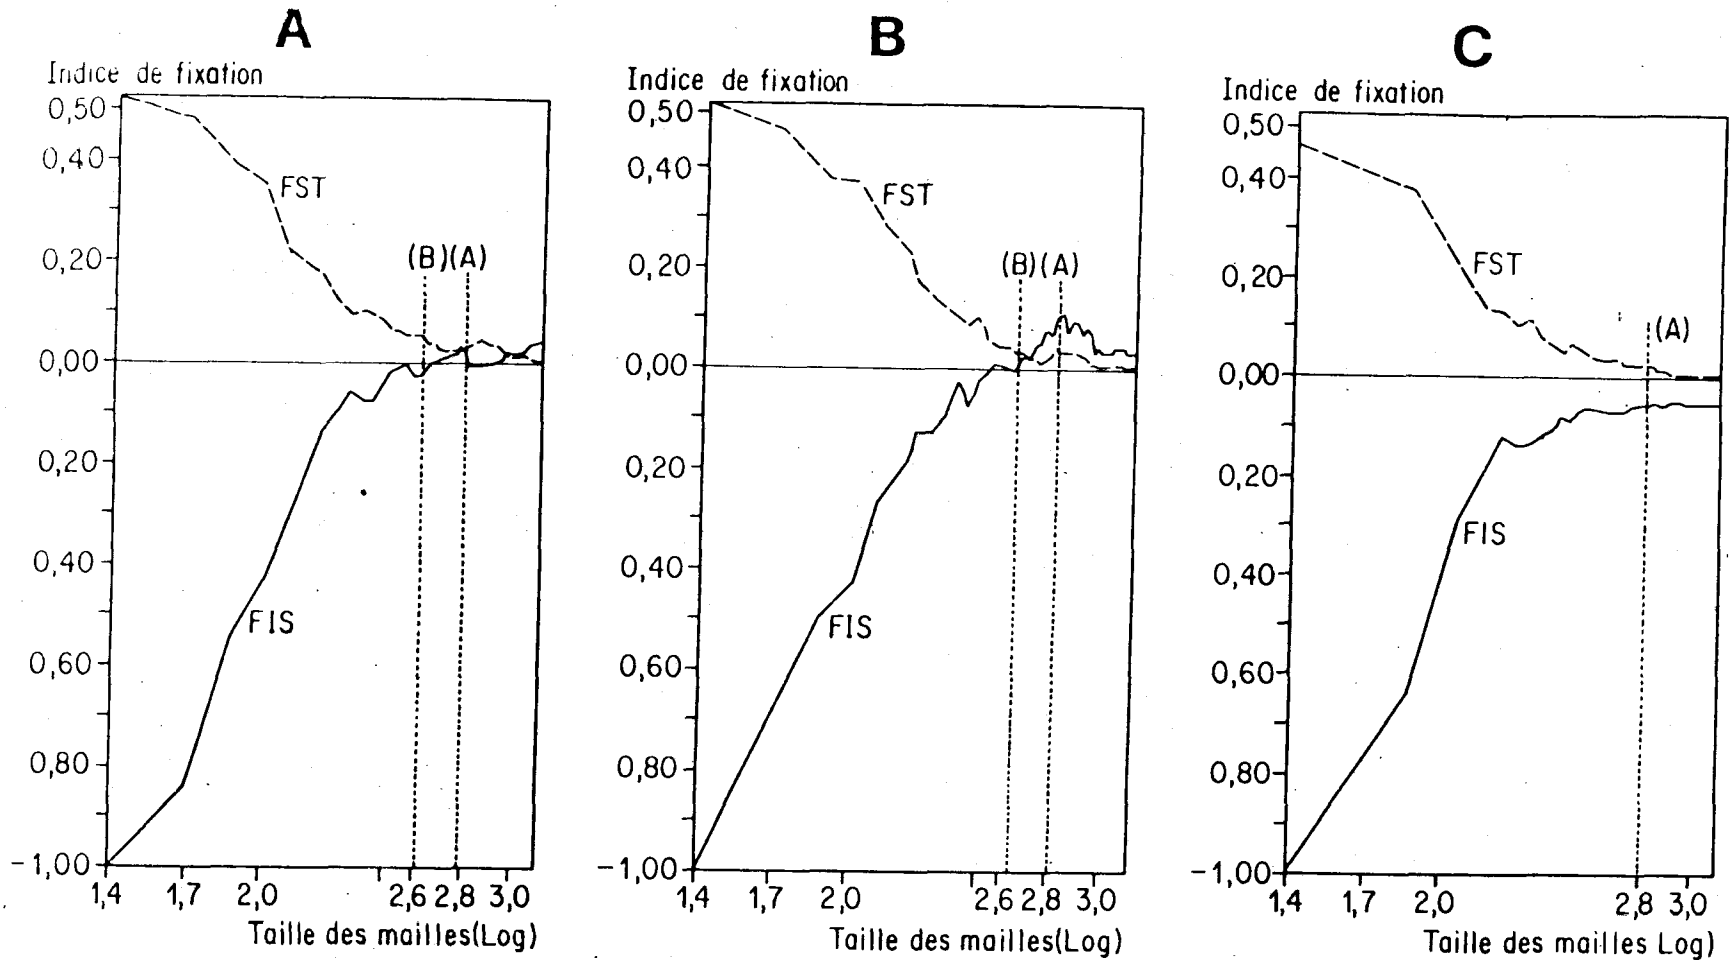 A
Indice de fixation
0,50
0,40
0,20
0,00
0,20
0,40
0,60
0,80
-1,00
FST
(B)(A)
FIS
1,4 1,7 2,0 2,6 2,8 3,0
Taille des mailles(Log)
B
Indice de fixation
0,50
0,40
0,20
0,00
0,20
0,40
0,60
0,80
-1,00
FST
(B)(A)
FIS
1,4 1,7 2,0 2,6 2,8 3,0
Taille des mailles(Log)
C
Indice de fixation
0,50
0,40
0,20
0,00
0,20
0,40
0,60
0,80
-1,00
FST
(A)
FIS
1,4 1,7 2,0 2,8 3,0
Taille des mailles Log)